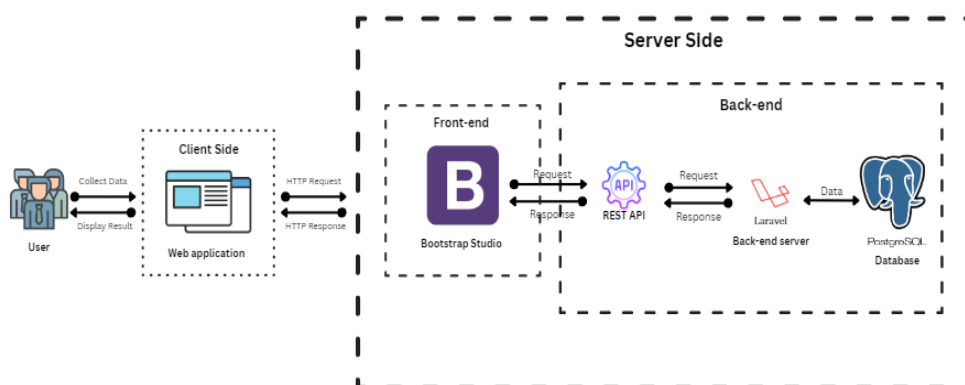 Server Side
Back-end
Front-end
Client Side
Collect Data
Display Result
User
Web application
HTTP Request
HTTP Response
B
Bootstrap Studio
Request
Response
API
REST API
Request
Response
Laravel
Back-end server
Data
PostgreSQL
Database